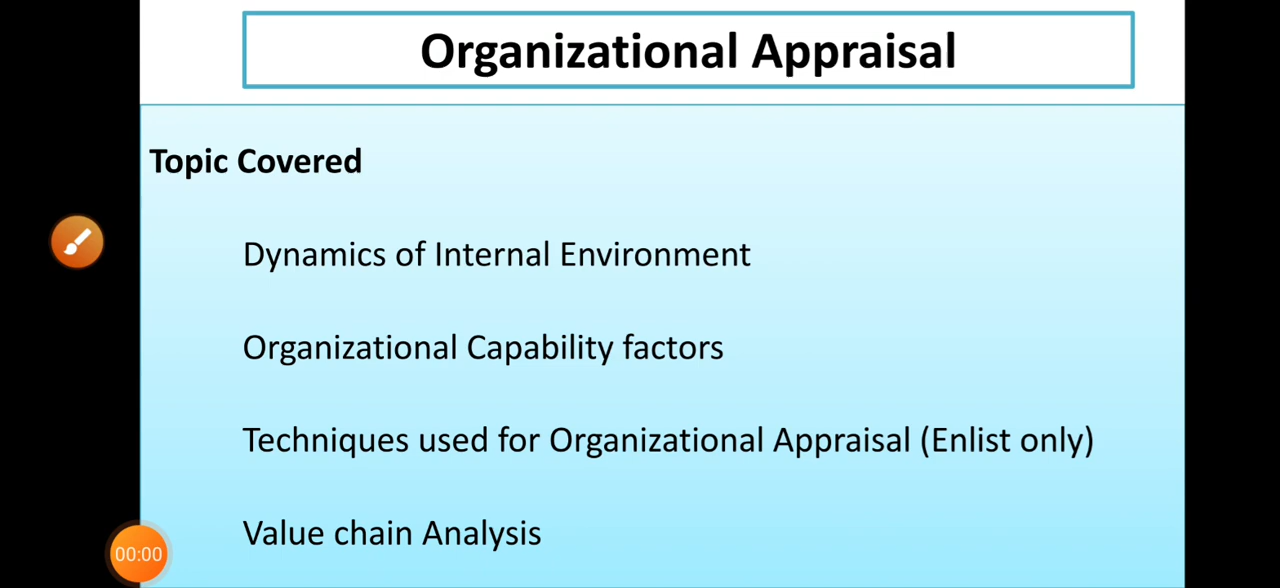 Organizational Appraisal
Topic Covered
Dynamics of Internal Environment
Organizational Capability factors
Techniques used for Organizational Appraisal (Enlist only)
Value chain Analysis
00:00